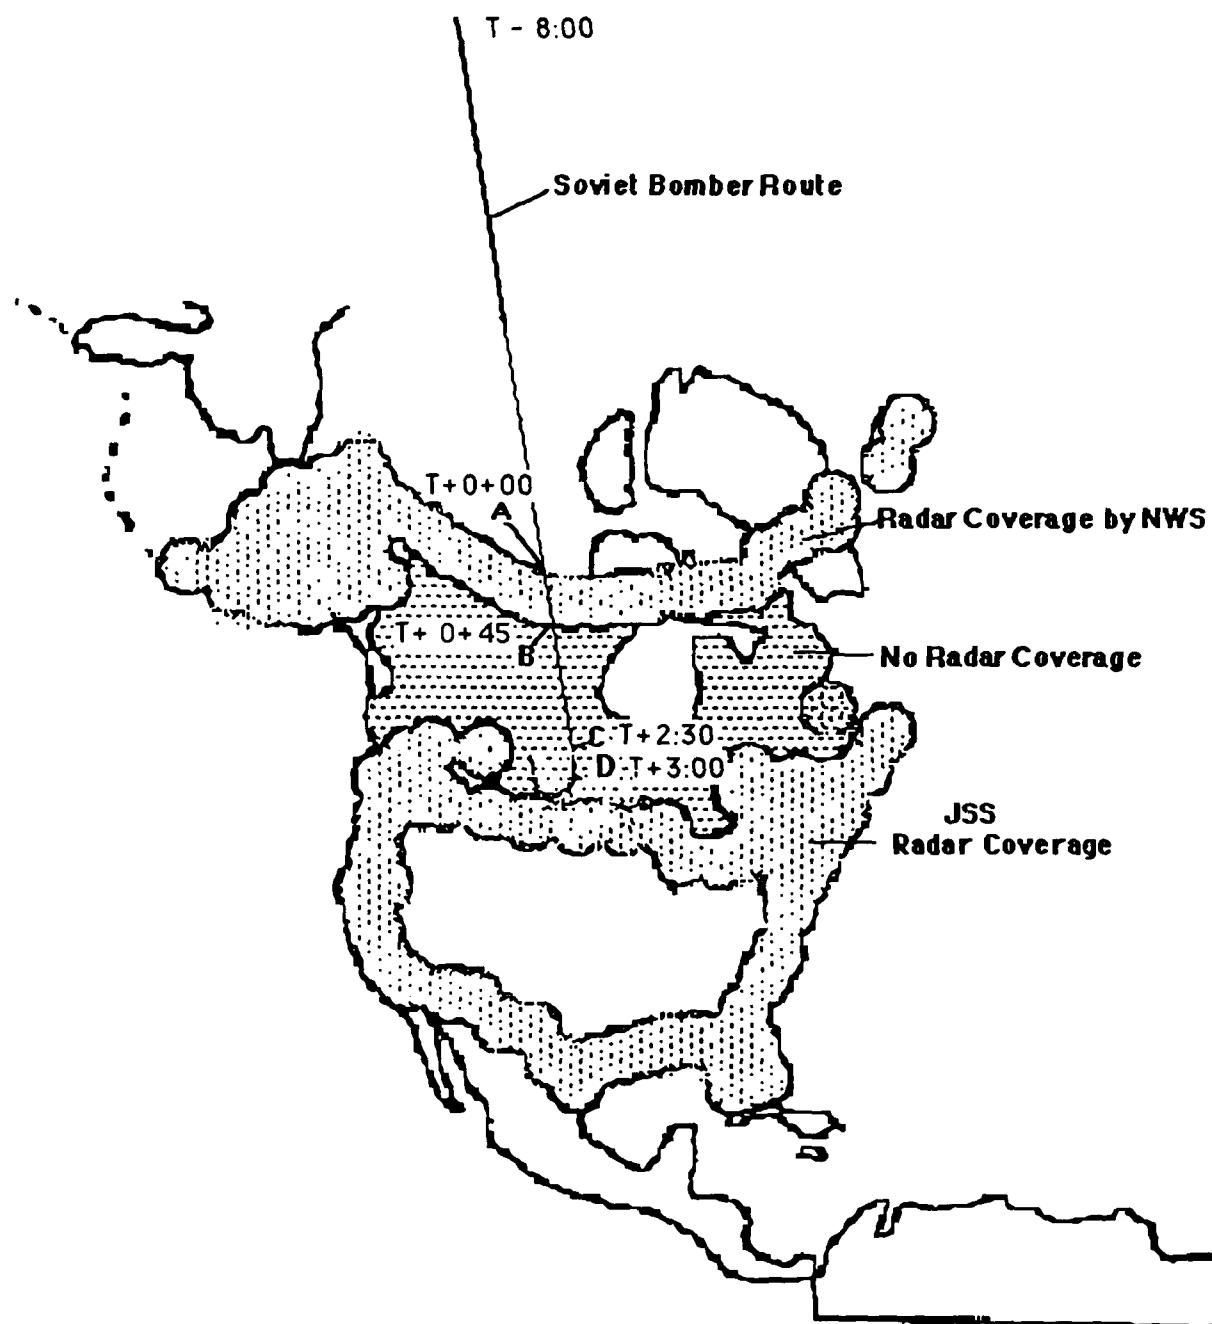 T - 8:00
Soviet Bomber Route
T+0+00
A
Radar Coverage by NWS
T+ 0+45
B
No Radar Coverage
C T+2:30
D T+3:00
JSS
Radar Coverage